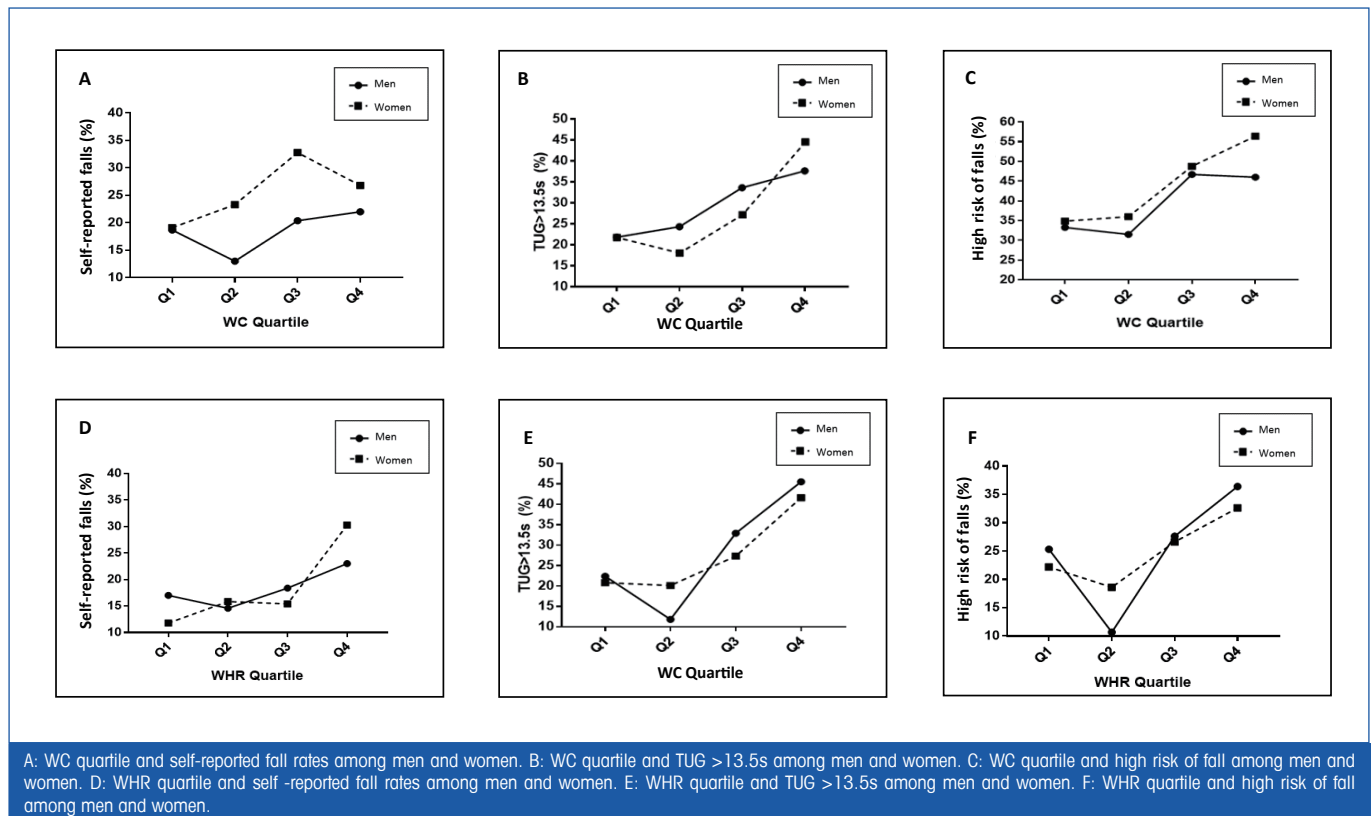 A
Men
Women
Self-reported falls (%)
40
35
30
25
20
15
10
Q1
Q2
Q3
Q4
WC Quartile
B
Men
Women
TUG>13.5s (%)
50
45
40
35
30
25
20
15
10
Q1
Q2
Q3
Q4
WC Quartile
C
Men
Women
High risk of falls (%)
60
55
50
45
40
35
30
25
20
Q1
Q2
Q3
Q4
WC Quartile
D
Men
Women
Self-reported falls (%)
40
35
30
25
20
15
10
Q1
Q2
Q3
Q4
WHR Quartile
E
Men
Women
TUG>13.5s (%)
50
45
40
35
30
25
20
15
10
Q1
Q2
Q3
Q4
WC Quartile
F
Men
Women
High risk of falls (%)
40
35
30
25
20
15
10
Q1
Q2
Q3
Q4
WHR Quartile
A: WC quartile and self-reported fall rates among men and women. B: WC quartile and TUG >13.5s among men and women. C: WC quartile and high risk of fall among men and
women. D: WHR quartile and self -reported fall rates among men and women. E: WHR quartile and TUG >13.5s among men and women. F: WHR quartile and high risk of fall
among men and women.